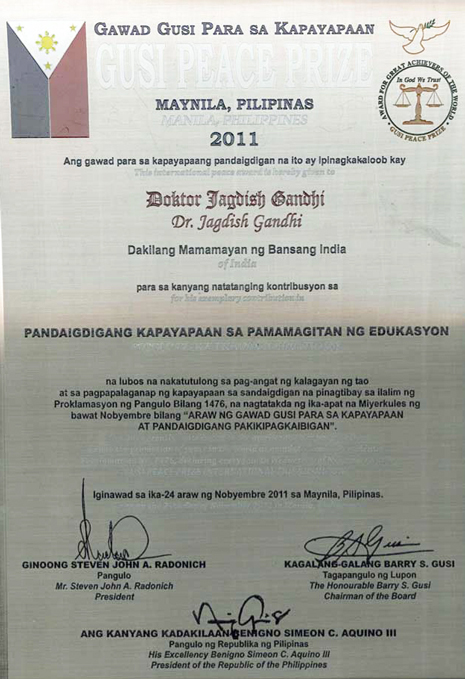 GAWAD GUSI PARA SA KAPAYAPAAN
GUSI PEACE PRIZE
In God We Trust
AWARD FOR GREAT ACHIEVERS OF THE WORLD
GUSI PEACE PRIZE
MAYNILA, PILIPINAS
MANILA, PHILIPPINES
2011
Ang gawad para sa kapayapaang pandaigdigan na ito ay ipinagkakaloob kay
This international peace award is hereby given to
Doktor Jagdish Gandhi
Dr. Jagdish Gandhi
Dakilang Mamamayan ng Bansang India
of India
para sa kanyang natatanging kontribusyon sa
for his exemplary contribution in
PANDAIGDIGANG KAPAYAPAAN SA PAMAMAGITAN NG EDUKASYON
na lubos na nakatutulong sa pag-angat ng kalagayan ng tao
at sa pagpapalaganap ng kapayapaan sa sandaigdigan na pinagtibay sa ilalim ng
Proklamasyon ng Pangulo Bilang 1476, na nagtatakda ng ika-apat na Miyerkules ng
bawat Nobyembre bilang “ARAW NG GAWAD GUSI PARA SA KAPAYAPAAN
AT PANDAIGDIGANG PAKIKIPAGKAIBIGAN”.
Iginawad sa ika-24 araw ng Nobyembre 2011 sa Maynila, Pilipinas.
GINOONG STEVEN JOHN A. RADONICH
Pangulo
Mr. Steven John A. Radonich
President
KAGALANG-GALANG BARRY S. GUSI
Tagapangulo ng Lupon
The Honourable Barry S. Gusi
Chairman of the Board
ANG KANYANG KADAKILAAN BENIGNO SIMEON C. AQUINO III
Pangulo ng Republika ng Pilipinas
His Excellency Benigno Simeon C. Aquino III
President of the Republic of the Philippines